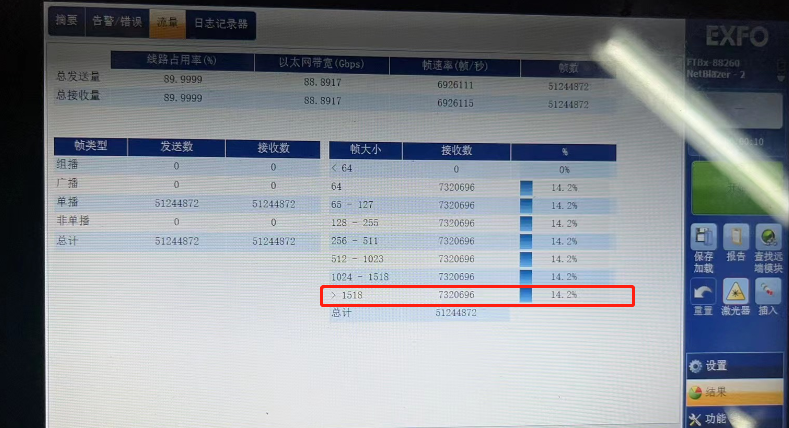 摘要 告警/错误 流量 日志记录器
EXFO
FTBx-88260
NetBlazer - 2
线路占用率(%) 以太网带宽(Gbps) 帧速率(帧/秒) 帧数
总发送量 89.9999 88.8917 6926111 51244872
总接收量 89.9999 88.8917 6926115 51244872
帧类型 发送数 接收数
组播 0 0
广播 0 0
单播 51244872 51244872
非单播 0 0
总计 51244872 51244872
帧大小 接收数 %
< 64 0 0%
64 7320696 14.2%
65 - 127 7320696 14.2%
128 - 255 7320696 14.2%
256 - 511 7320696 14.2%
512 - 1023 7320696 14.2%
1024 - 1518 7320696 14.2%
> 1518 7320696 14.2%
总计 51244872
保存 报告 查找远
加载 端模块
重置 激光器 插入
设置
结果
功能